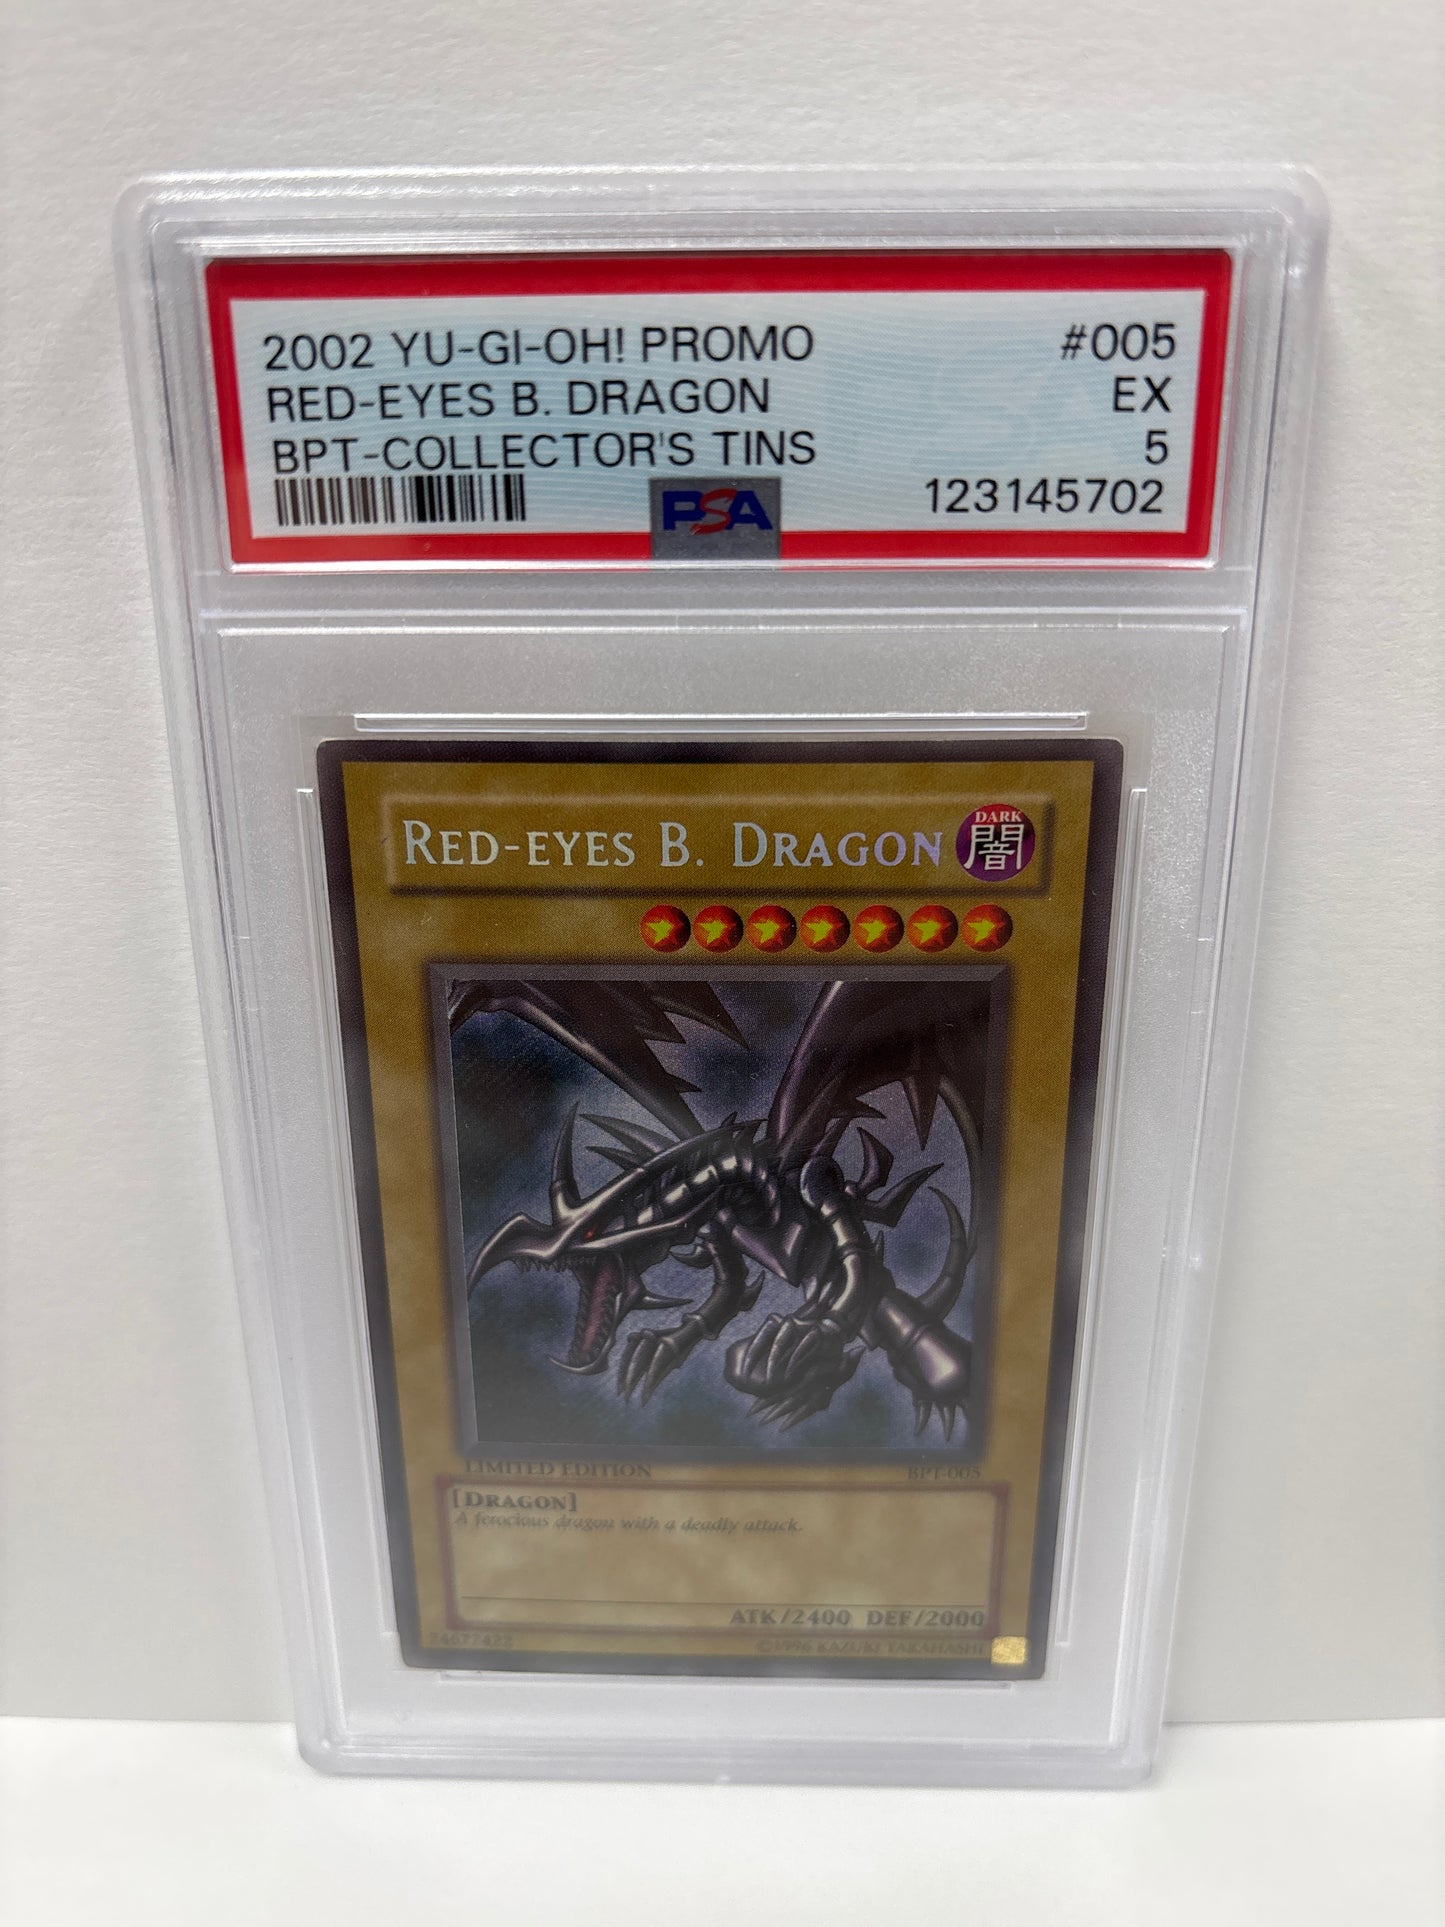 2002 YU-GI-OH! PROMO #005
RED-EYES B. DRAGON EX
BPT-COLLECTOR'S TINS 5
PSA 123145702
RED-EYES B. DRAGON
DARK
闇
LIMITED EDITION BPT-005
[DRAGON]
A ferocious dragon with a deadly attack.
ATK/2400 DEF/2000
74677422 ©1996 KAZUKI TAKAHASHI